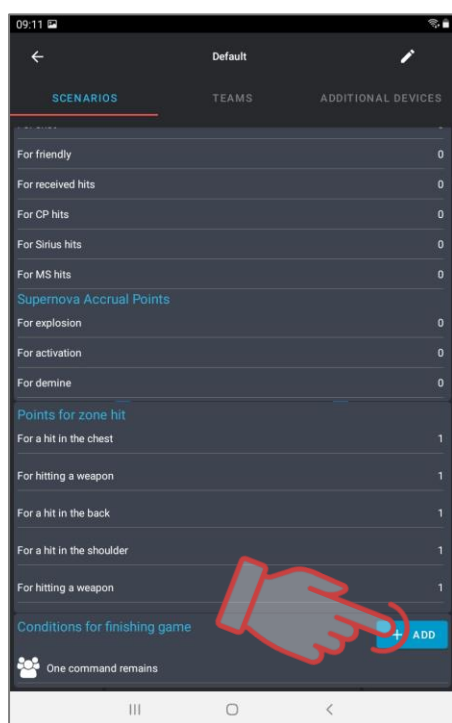 09:11
Default
SCENARIOS TEAMS ADDITIONAL DEVICES
For friendly 0
For received hits 0
For CP hits 0
For Sirius hits 0
For MS hits 0
Supernova Accrual Points
For explosion 0
For activation 0
For demine 0
Points for zone hit
For a hit in the chest 1
For hitting a weapon 1
For a hit in the back 1
For a hit in the shoulder 1
For hitting a weapon 1
Conditions for finishing game
+ ADD
One command remains